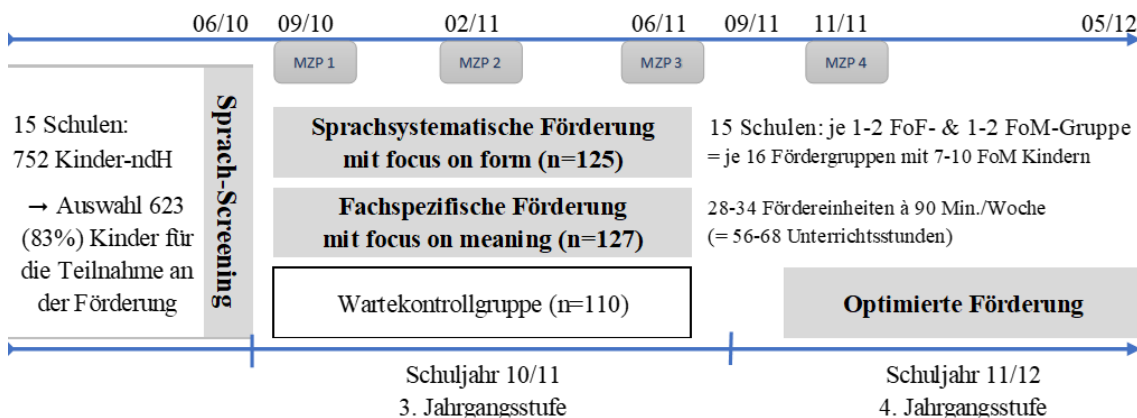 06/10 09/10 02/11 06/11 09/11 11/11 05/12
MZP 1 MZP 2 MZP 3 MZP 4
15 Schulen:
752 Kinder-ndH
→ Auswahl 623
(83%) Kinder für
die Teilnahme an
der Förderung
Sprach-Screening
Sprachsystematische Förderung
mit focus on form (n=125)
Fachspezifische Förderung
mit focus on meaning (n=127)
Wartekontrollgruppe (n=110)
15 Schulen: je 1-2 FoF- & 1-2 FoM-Gruppe
= je 16 Fördergruppen mit 7-10 FoM Kindern
28-34 Fördereinheiten à 90 Min./Woche
(= 56-68 Unterrichtsstunden)
Optimierte Förderung
Schuljahr 10/11
3. Jahrgangsstufe
Schuljahr 11/12
4. Jahrgangsstufe